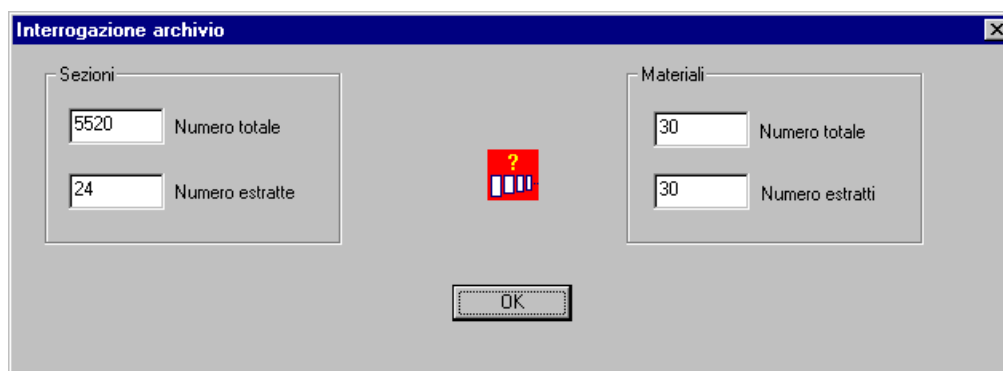 Interrogazione archivio
Sezioni
5520 Numero totale
24 Numero estratte
?
Materiali
30 Numero totale
30 Numero estratti
OK